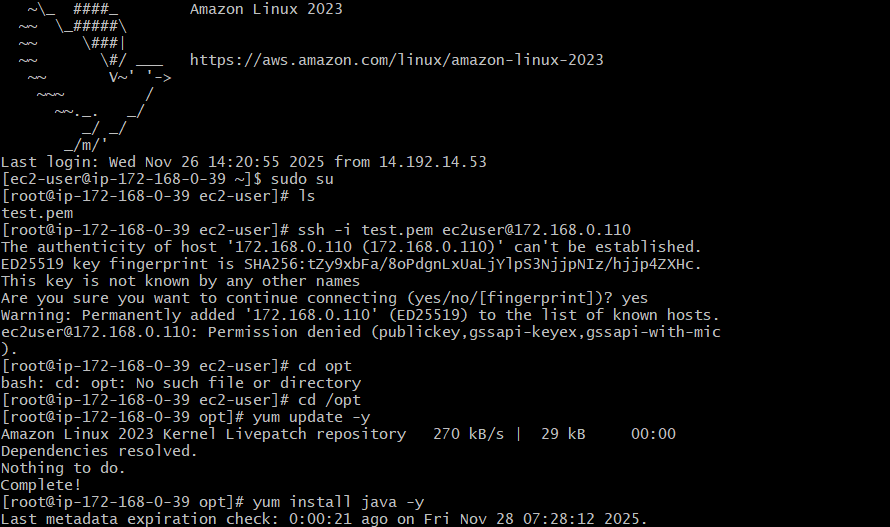 ~\_  ####_        Amazon Linux 2023
  ~~  \_#####\
  ~~     \###|
  ~~       \#/ ___   https://aws.amazon.com/linux/amazon-linux-2023
   ~~       V~' '->
    ~~~         /
      ~~._.   _/
         _/ _/
       _/m/'
Last login: Wed Nov 26 14:20:55 2025 from 14.192.14.53
[ec2-user@ip-172-168-0-39 ~]$ sudo su
[root@ip-172-168-0-39 ec2-user]# ls
test.pem
[root@ip-172-168-0-39 ec2-user]# ssh -i test.pem ec2user@172.168.0.110
The authenticity of host '172.168.0.110 (172.168.0.110)' can't be established.
ED25519 key fingerprint is SHA256:tZy9xbFa/8oPdgnLxUaLjYlpS3NjjpNIz/hjjp4ZXHc.
This key is not known by any other names
Are you sure you want to continue connecting (yes/no/[fingerprint])? yes
Warning: Permanently added '172.168.0.110' (ED25519) to the list of known hosts.
ec2user@172.168.0.110: Permission denied (publickey,gssapi-keyex,gssapi-with-mic
).
[root@ip-172-168-0-39 ec2-user]# cd opt
bash: cd: opt: No such file or directory
[root@ip-172-168-0-39 ec2-user]# cd /opt
[root@ip-172-168-0-39 opt]# yum update -y
Amazon Linux 2023 Kernel Livepatch repository   270 kB/s |  29 kB     00:00
Dependencies resolved.
Nothing to do.
Complete!
[root@ip-172-168-0-39 opt]# yum install java -y
Last metadata expiration check: 0:00:21 ago on Fri Nov 28 07:28:12 2025.